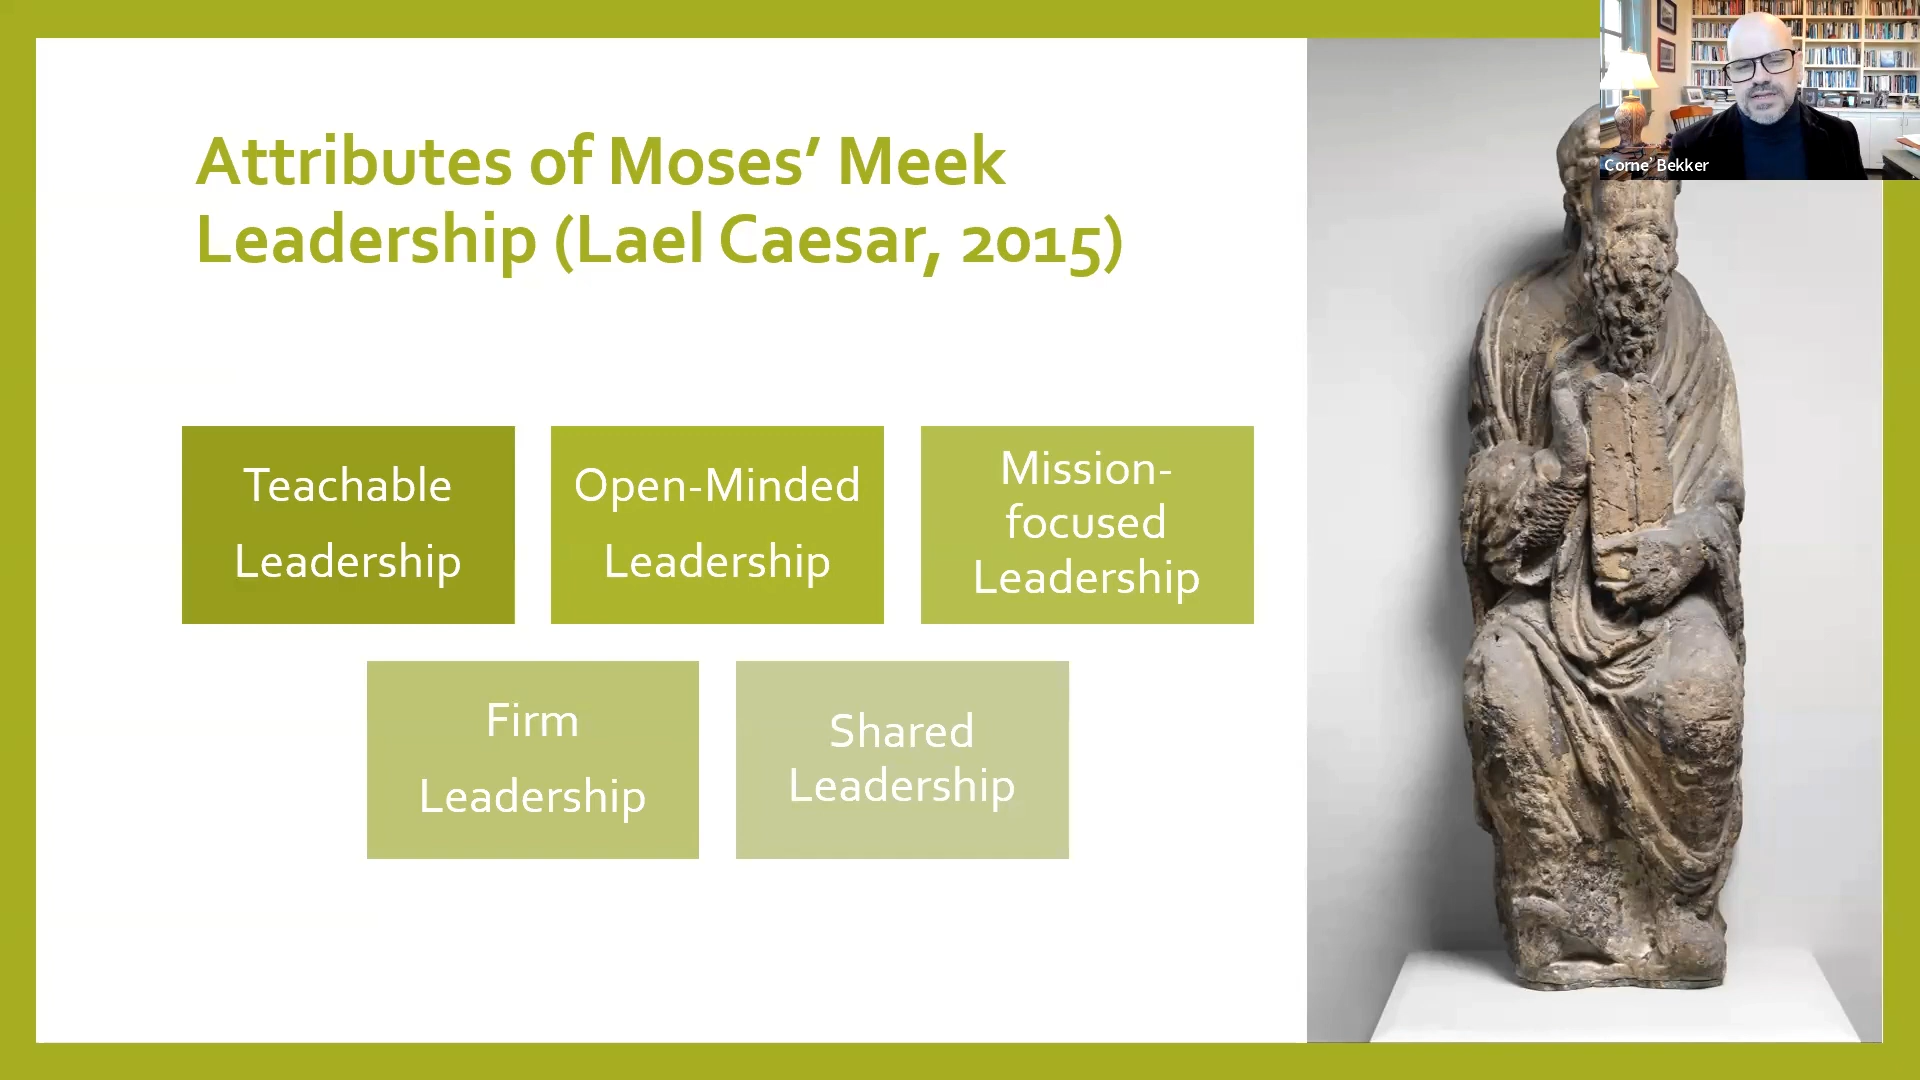 Attributes of Moses’ Meek
Leadership (Lael Caesar, 2015)
Teachable
Leadership
Open-Minded
Leadership
Mission-
focused
Leadership
Firm
Leadership
Shared
Leadership
Corne’ Bekker